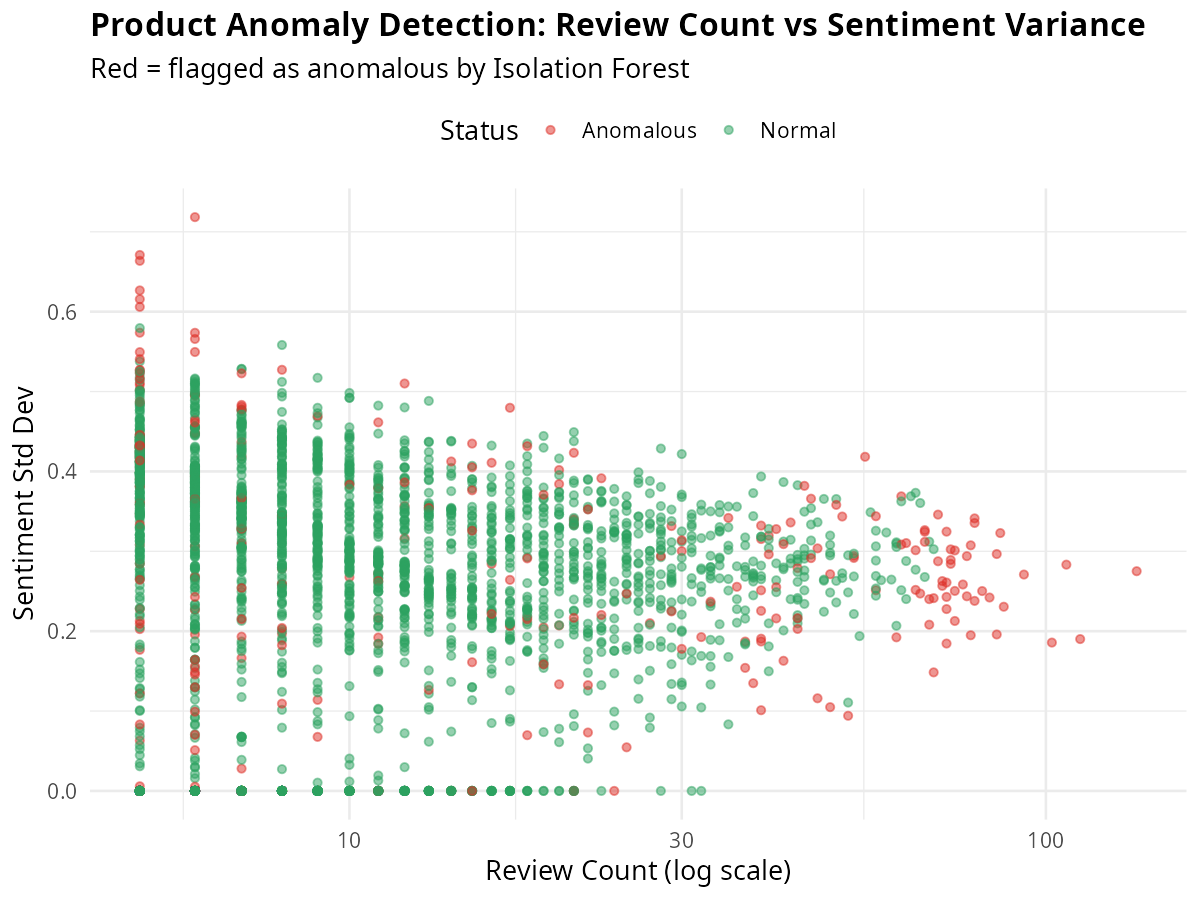 Product Anomaly Detection: Review Count vs Sentiment Variance
Red = flagged as anomalous by Isolation Forest
Status Anomalous Normal
Sentiment Std Dev
0.6
0.4
0.2
0.0
10 30 100
Review Count (log scale)